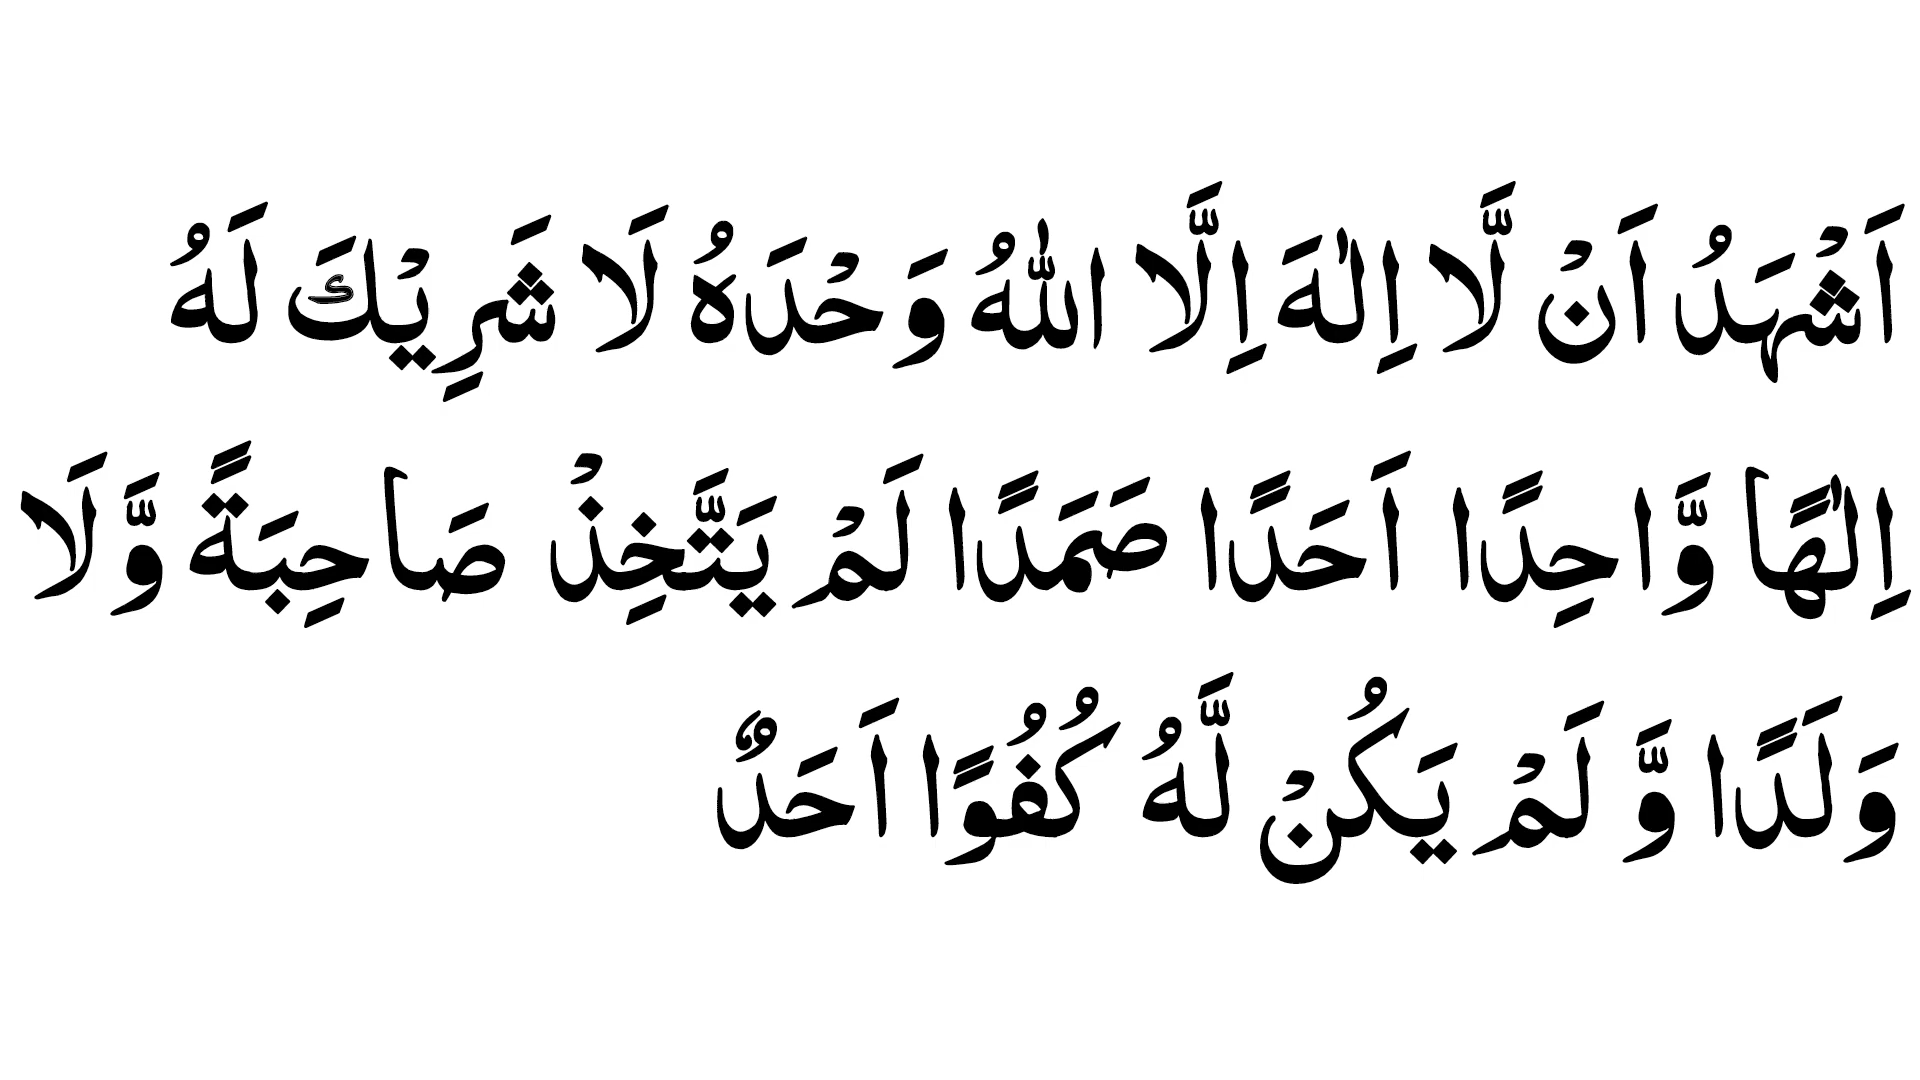 اَشْهَدُ اَنْ لَّا اِلٰهَ اِلَّا اللّٰهُ وَحْدَهُ لَا شَرِيْكَ لَهُ
اِلٰهًا وَّاحِدًا اَحَدًا صَمَدًا لَمْ يَتَّخِذْ صَاحِبَةً وَّلَا
وَلَدًا وَّ لَمْ يَكُنْ لَّهُ كُفُوًا اَحَدٌ